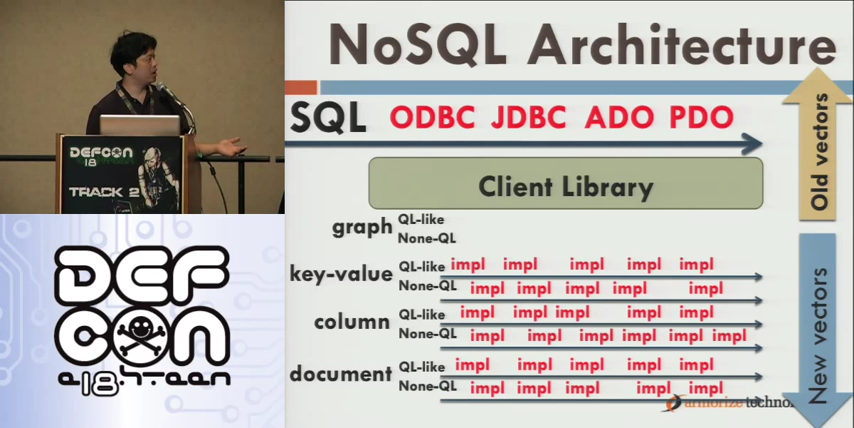 NoSQL Architecture
SQL ODBC JDBC ADO PDO
Old vectors
Client Library
graph QL-like
None-QL
key-value QL-like impl impl impl impl impl
None-QL impl impl impl impl impl
column QL-like impl impl impl impl impl
None-QL impl impl impl impl impl impl
document QL-like impl impl impl impl impl
None-QL impl impl impl impl impl
New vectors
armorize technol
DEFCON
18
TRACK 2
DEF
CON
e18hteen